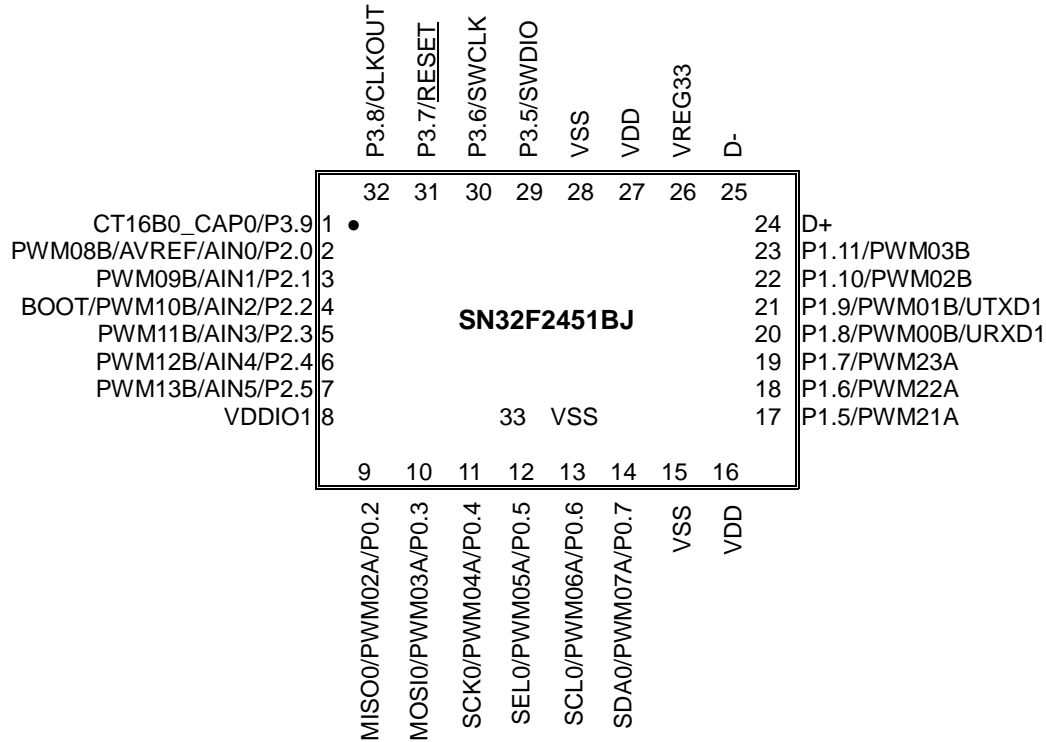 P3.8/CLKOUT
P3.7/RESET
P3.6/SWCLK
P3.5/SWDIO
VSS
VDD
VREG33
D-
32 31 30 29 28 27 26 25
CT16B0_CAP0/P3.9 1 ● 24 D+
PWM08B/AVREF/AIN0/P2.0 2 23 P1.11/PWM03B
PWM09B/AIN1/P2.1 3 22 P1.10/PWM02B
BOOT/PWM10B/AIN2/P2.2 4 SN32F2451BJ 21 P1.9/PWM01B/UTXD1
PWM11B/AIN3/P2.3 5 20 P1.8/PWM00B/URXD1
PWM12B/AIN4/P2.4 6 19 P1.7/PWM23A
PWM13B/AIN5/P2.5 7 18 P1.6/PWM22A
VDDIO1 8 33 VSS 17 P1.5/PWM21A
9 10 11 12 13 14 15 16
MISO0/PWM02A/P0.2
MOSI0/PWM03A/P0.3
SCK0/PWM04A/P0.4
SEL0/PWM05A/P0.5
SCL0/PWM06A/P0.6
SDA0/PWM07A/P0.7
VSS
VDD